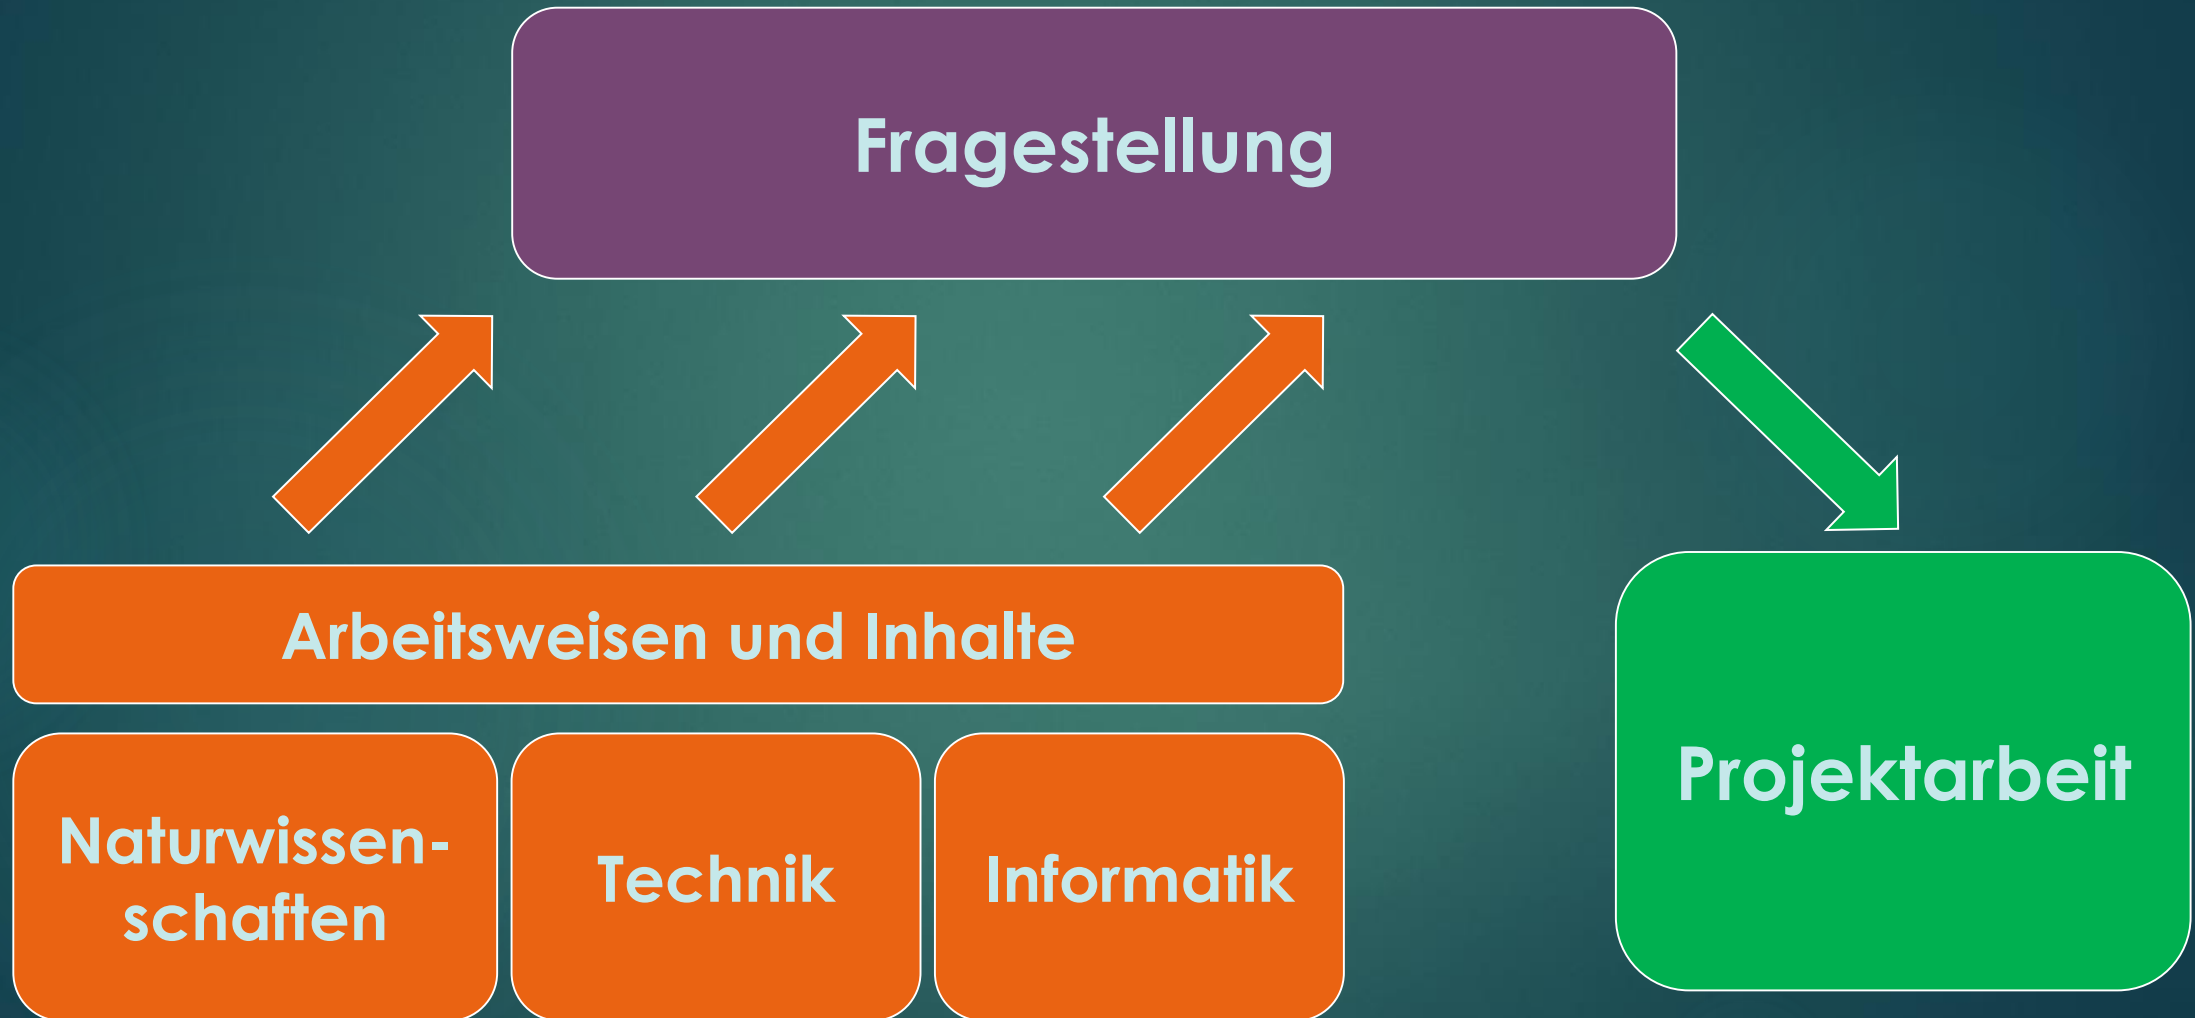 Fragestellung
Arbeitsweisen und Inhalte
Naturwissen-
schaften
Technik
Informatik
Projektarbeit